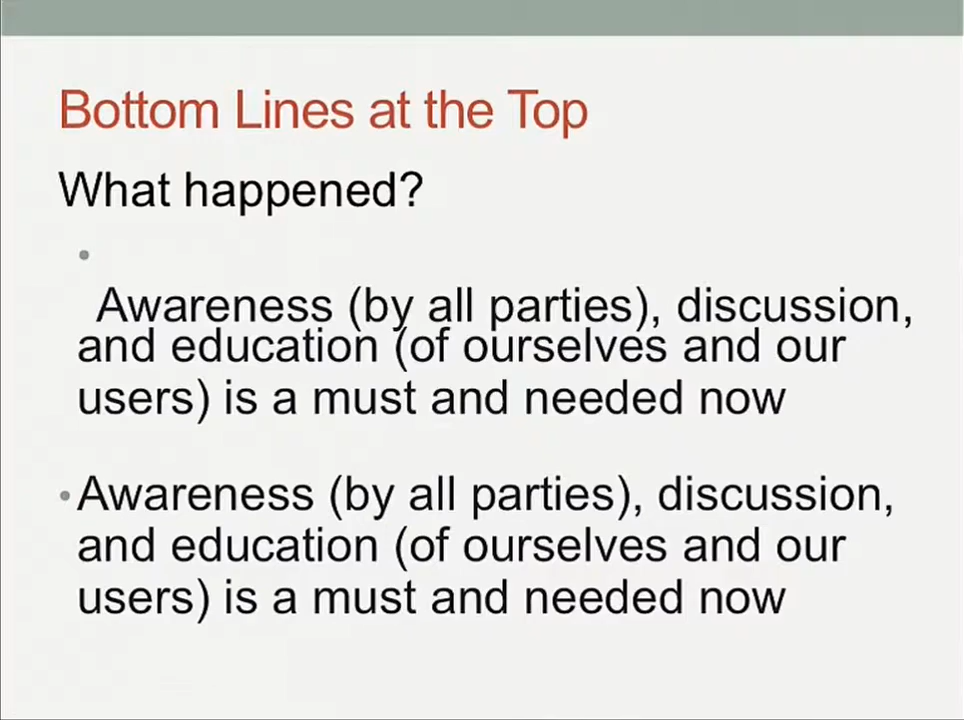 Bottom Lines at the Top
What happened?
•
Awareness (by all parties), discussion,
and education (of ourselves and our
users) is a must and needed now
• Awareness (by all parties), discussion,
and education (of ourselves and our
users) is a must and needed now